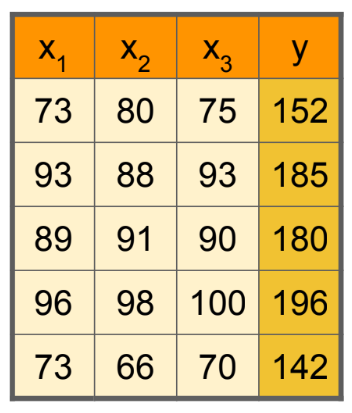 x₁ x₂ x₃ y
73 80 75 152
93 88 93 185
89 91 90 180
96 98 100 196
73 66 70 142